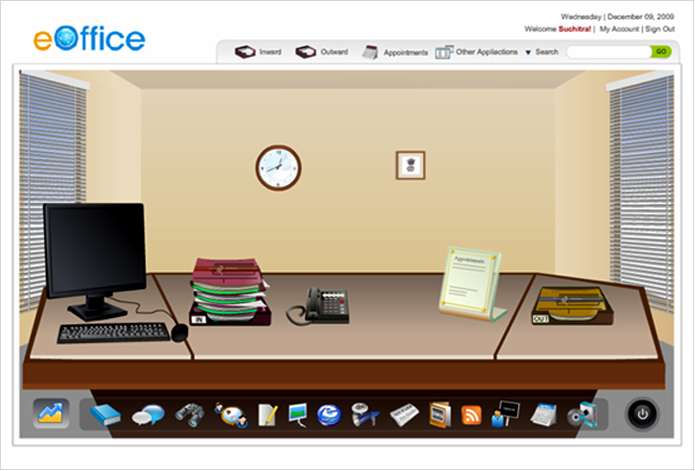 Wednesday | December 09, 2009
Welcome Suchitra! | My Account | Sign Out
eOffice
Inward Outward Appointments Other Appliactions Search GO
Appointments
IN
OUT